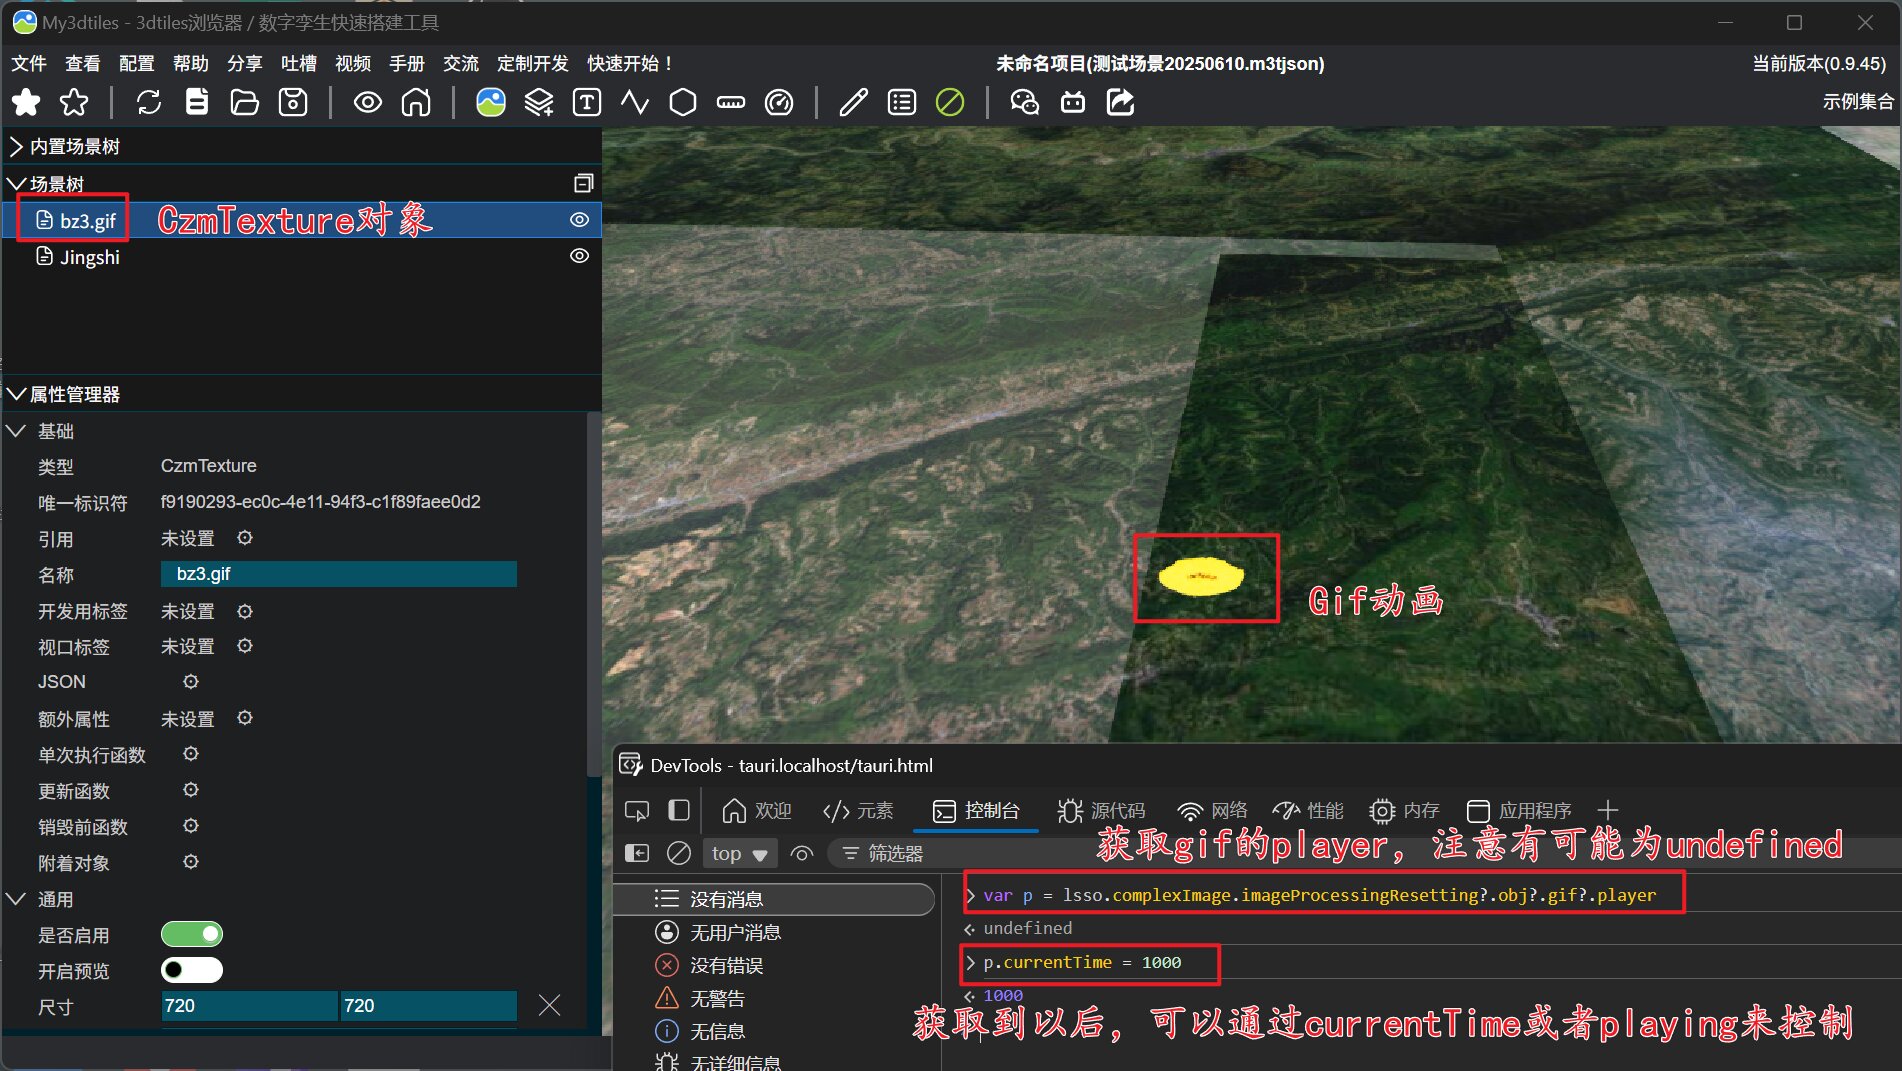 My3dtiles - 3dtiles浏览器 / 数字孪生快速搭建工具
文件 查看 配置 帮助 分享 吐槽 视频 手册 交流 定制开发 快速开始！ 未命名项目(测试场景20250610.m3tjson) 当前版本(0.9.45)
示例集合
内置场景树
场景树
bz3.gif CzmTexture对象
Jingshi
属性管理器
基础
类型 CzmTexture
唯一标识符 f9190293-ec0c-4e11-94f3-c1f89faee0d2
引用 未设置
名称 bz3.gif
开发用标签 未设置
视口标签 未设置
JSON
额外属性 未设置
单次执行函数
更新函数
销毁前函数
附着对象
通用
是否启用
开启预览
尺寸 720 720
Gif动画
DevTools - tauri.localhost/tauri.html
欢迎 元素 控制台 源代码 网络 性能 内存 应用程序
获取gif的player，注意有可能为undefined
top 筛选器
没有消息
无用户消息
没有错误
无警告
无信息
无详细信息
> var p = lsso.complexImage.imageProcessingResetting?.obj?.gif?.player
undefined
> p.currentTime = 1000
1000
获取到以后，可以通过currentTime或者playing来控制